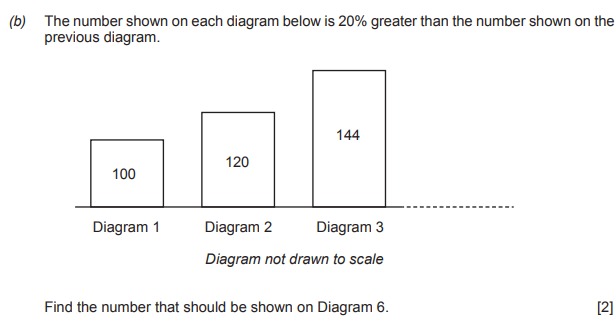 (b) The number shown on each diagram below is 20% greater than the number shown on the
previous diagram.
100
120
144
Diagram 1 Diagram 2 Diagram 3
Diagram not drawn to scale
Find the number that should be shown on Diagram 6. [2]